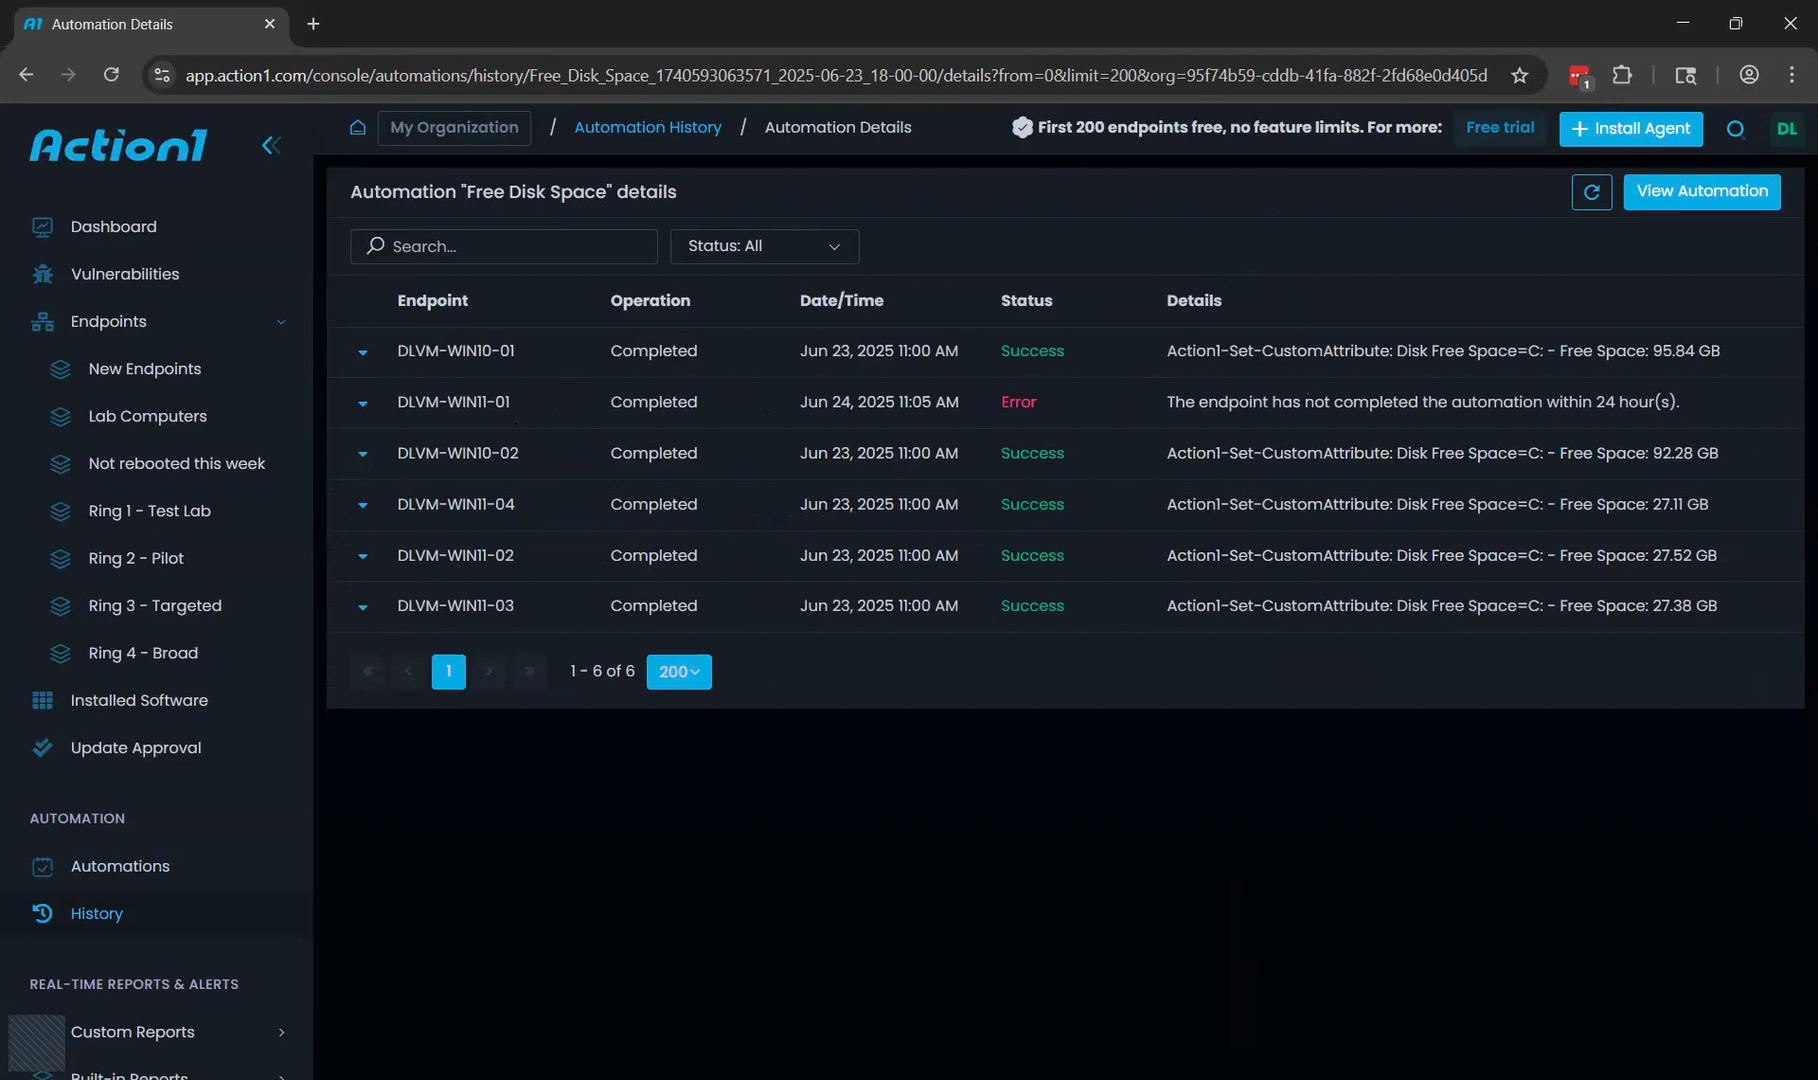 A1 Automation Details
app.action1.com/console/automations/history/Free_Disk_Space_1740593063571_2025-06-23_18-00-00/details?from=0&limit=200&org=95f74b59-cddb-41fa-882f-2fd68e0d405d
1
Action1
My Organization / Automation History / Automation Details
First 200 endpoints free, no feature limits. For more: Free trial
+ Install Agent
DL
Dashboard
Vulnerabilities
Endpoints
New Endpoints
Lab Computers
Not rebooted this week
Ring 1 - Test Lab
Ring 2 - Pilot
Ring 3 - Targeted
Ring 4 - Broad
Installed Software
Update Approval
AUTOMATION
Automations
History
REAL-TIME REPORTS & ALERTS
Custom Reports
Built-in Reports
Automation "Free Disk Space" details
View Automation
Search...
Status: All
Endpoint Operation Date/Time Status Details
DLVM-WIN10-01 Completed Jun 23, 2025 11:00 AM Success Action1-Set-CustomAttribute: Disk Free Space=C: - Free Space: 95.84 GB
DLVM-WIN11-01 Completed Jun 24, 2025 11:05 AM Error The endpoint has not completed the automation within 24 hour(s).
DLVM-WIN10-02 Completed Jun 23, 2025 11:00 AM Success Action1-Set-CustomAttribute: Disk Free Space=C: - Free Space: 92.28 GB
DLVM-WIN11-04 Completed Jun 23, 2025 11:00 AM Success Action1-Set-CustomAttribute: Disk Free Space=C: - Free Space: 27.11 GB
DLVM-WIN11-02 Completed Jun 23, 2025 11:00 AM Success Action1-Set-CustomAttribute: Disk Free Space=C: - Free Space: 27.52 GB
DLVM-WIN11-03 Completed Jun 23, 2025 11:00 AM Success Action1-Set-CustomAttribute: Disk Free Space=C: - Free Space: 27.38 GB
« < 1 > » 1 - 6 of 6 200